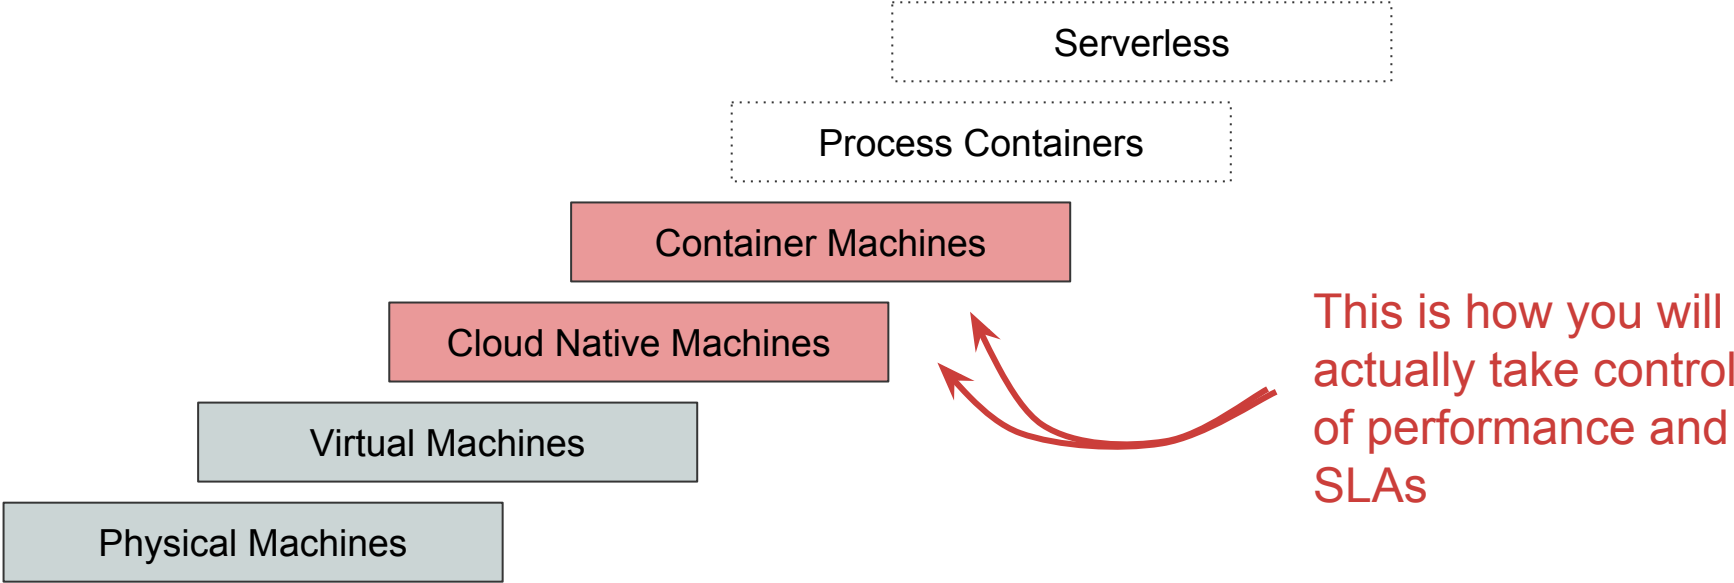 Serverless
Process Containers
Container Machines
Cloud Native Machines
Virtual Machines
Physical Machines
This is how you will
actually take control
of performance and
SLAs